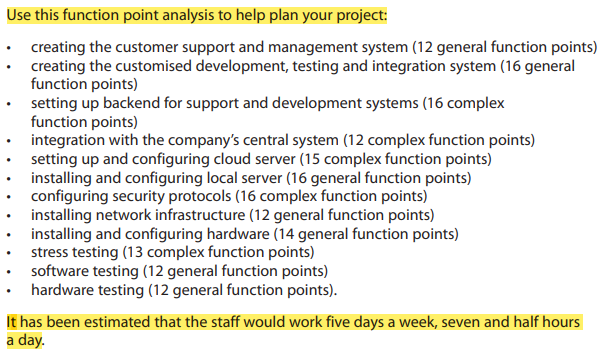 Use this function point analysis to help plan your project:
• creating the customer support and management system (12 general function points)
• creating the customised development, testing and integration system (16 general
function points)
• setting up backend for support and development systems (16 complex
function points)
• integration with the company's central system (12 complex function points)
• setting up and configuring cloud server (15 complex function points)
• installing and configuring local server (16 general function points)
• configuring security protocols (16 complex function points)
• installing network infrastructure (12 general function points)
• installing and configuring hardware (14 general function points)
• stress testing (13 complex function points)
• software testing (12 general function points)
• hardware testing (12 general function points).
It has been estimated that the staff would work five days a week, seven and half hours
a day.